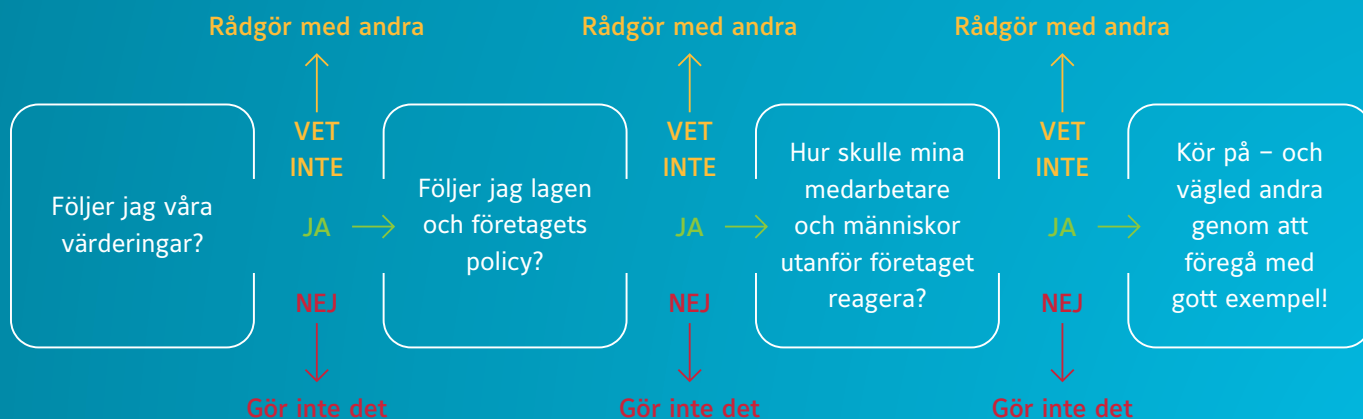 Rådgör med andra
Rådgör med andra
Rådgör med andra
Följer jag våra
värderingar?
VET
INTE
JA
NEJ
Gör inte det
Följer jag lagen
och företagets
policy?
VET
INTE
JA
NEJ
Gör inte det
Hur skulle mina
medarbetare
och människor
utanför företaget
reagera?
VET
INTE
JA
NEJ
Gör inte det
Kör på – och
vägled andra
genom att
föregå med
gott exempel!